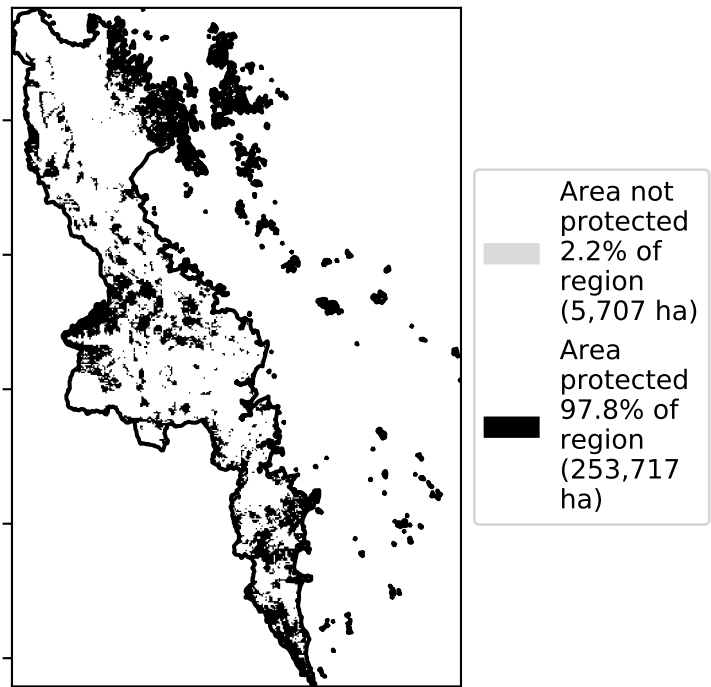 Area not
protected
2.2% of
region
(5,707 ha)
Area
protected
97.8% of
region
(253,717
ha)